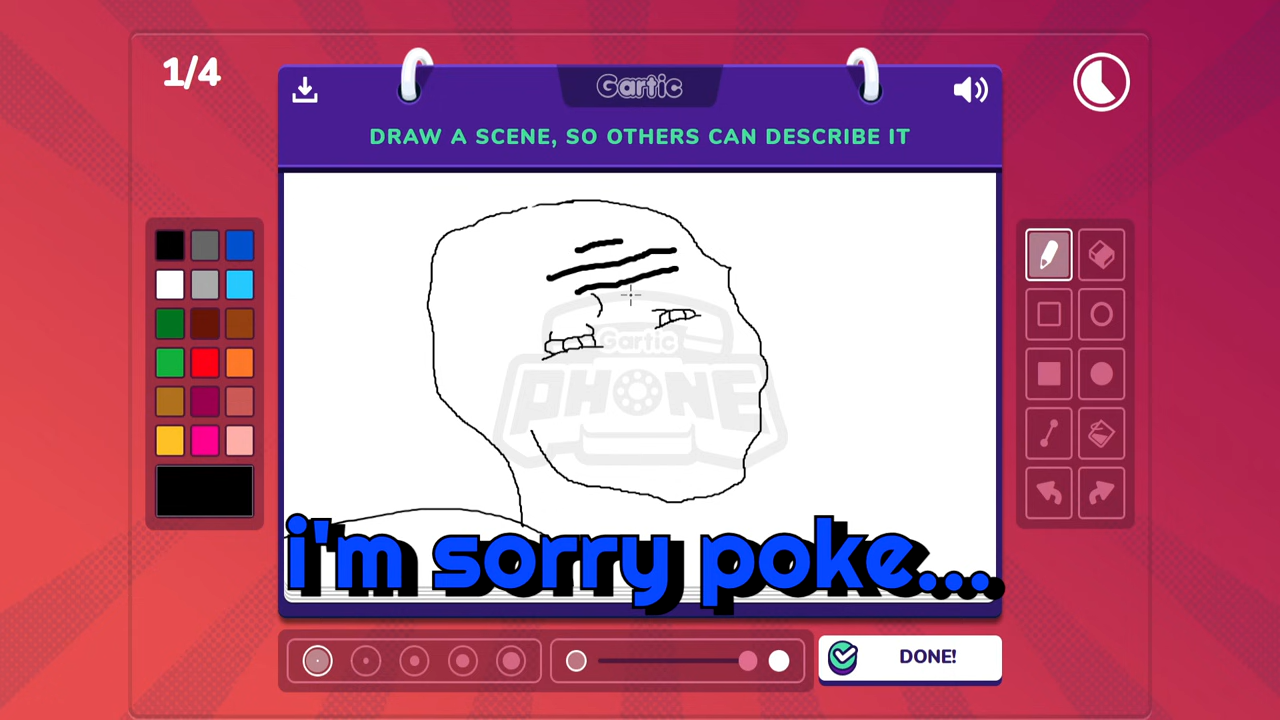 1/4
Gartic
DRAW A SCENE, SO OTHERS CAN DESCRIBE IT
Gartic
PHONE
i'm sorry poke...
DONE!